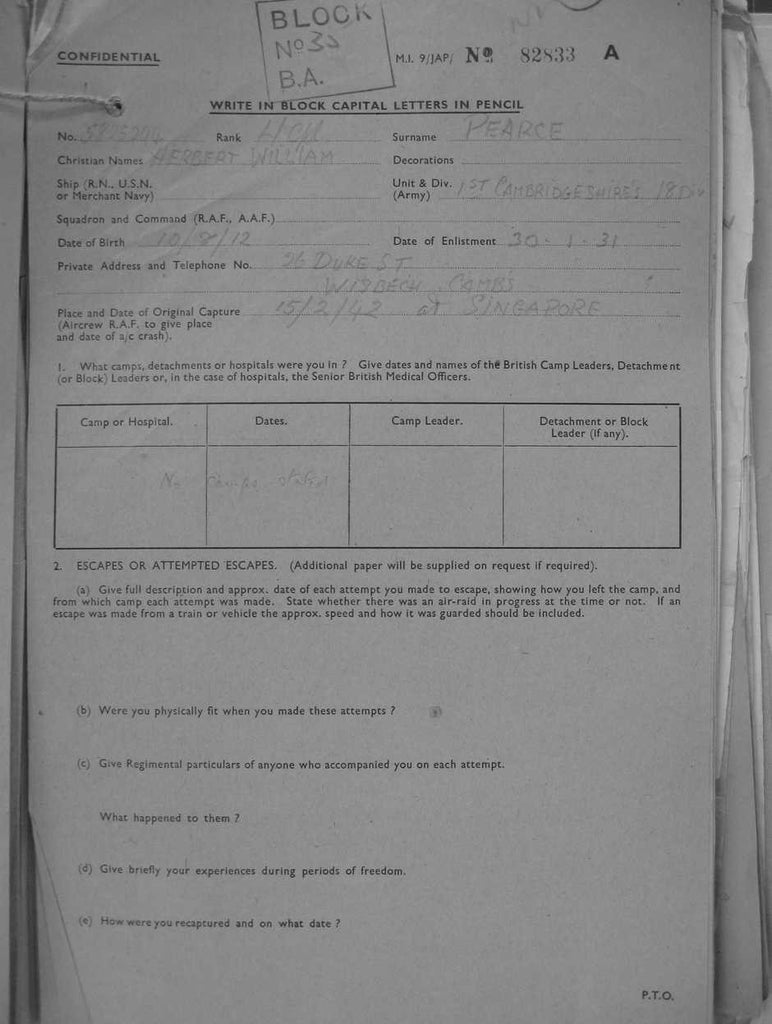 BLOCK
CONFIDENTIAL
M.I. 9/JAP/ No 82833 A
B.A.
WRITE IN BLOCK CAPITAL LETTERS IN PENCIL
No. Rank Surname PEARCE
Christian Names HERBERT WILLIAM Decorations
Ship (R.N., U.S.N. Unit & Div. 1ST CAMBRIDGESHIRE'S 18 Div
or Merchant Navy) (Army)
Squadron and Command (R.A.F., A.A.F.)
Date of Birth 10/8/12 Date of Enlistment 30 - 1 - 31
Private Address and Telephone No. 26 DUKE ST
WISBECH CAMBS
Place and Date of Original Capture 15/2/42 at SINGAPORE
(Aircrew R.A.F. to give place
and date of a/c crash).
1. What camps, detachments or hospitals were you in ? Give dates and names of the British Camp Leaders, Detachment
(or Block) Leaders or, in the case of hospitals, the Senior British Medical Officers.
Camp or Hospital. Dates. Camp Leader. Detachment or Block
Leader (if any).
No camps stated
2. ESCAPES OR ATTEMPTED ESCAPES. (Additional paper will be supplied on request if required).
(a) Give full description and approx. date of each attempt you made to escape, showing how you left the camp, and
from which camp each attempt was made. State whether there was an air-raid in progress at the time or not. If an
escape was made from a train or vehicle the approx. speed and how it was guarded should be included.
(b) Were you physically fit when you made these attempts ?
(c) Give Regimental particulars of anyone who accompanied you on each attempt.
What happened to them ?
(d) Give briefly your experiences during periods of freedom.
(e) How were you recaptured and on what date ?
P.T.O.